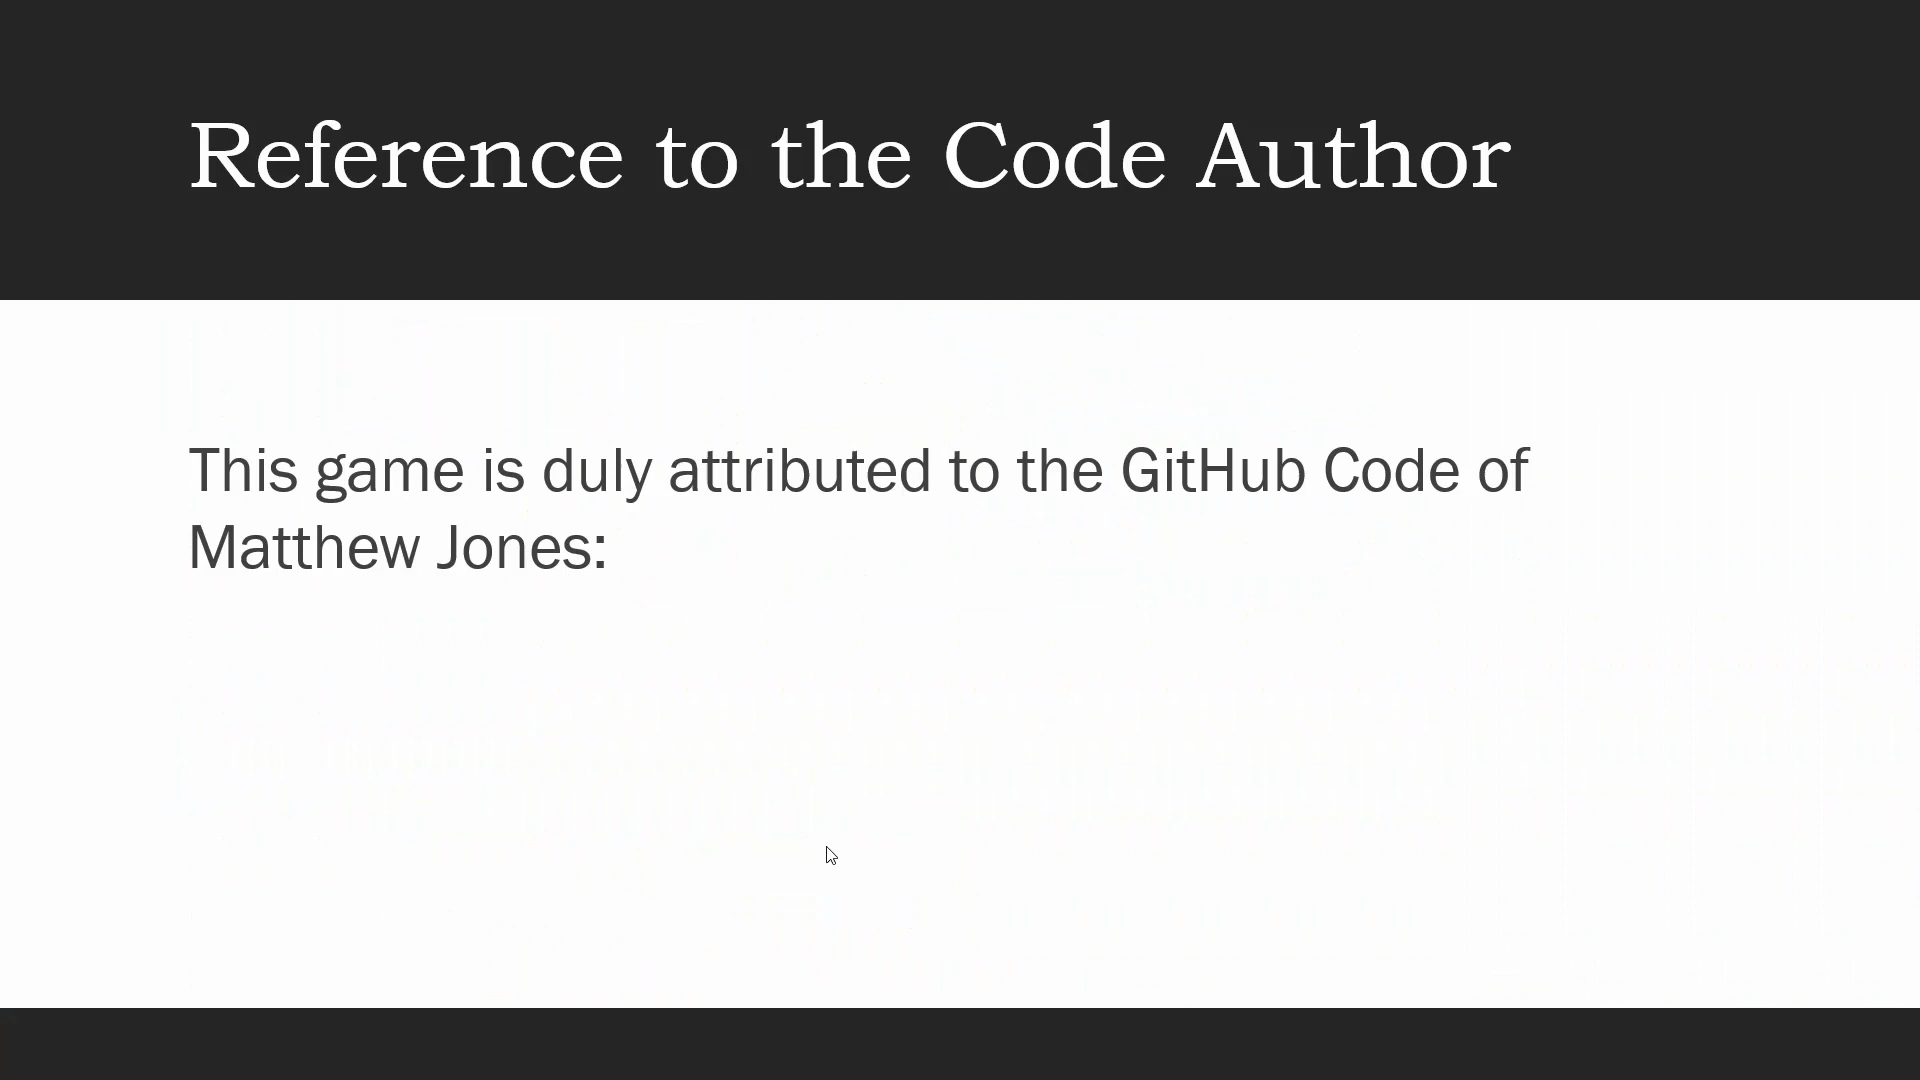 Reference to the Code Author
This game is duly attributed to the GitHub Code of
Matthew Jones: